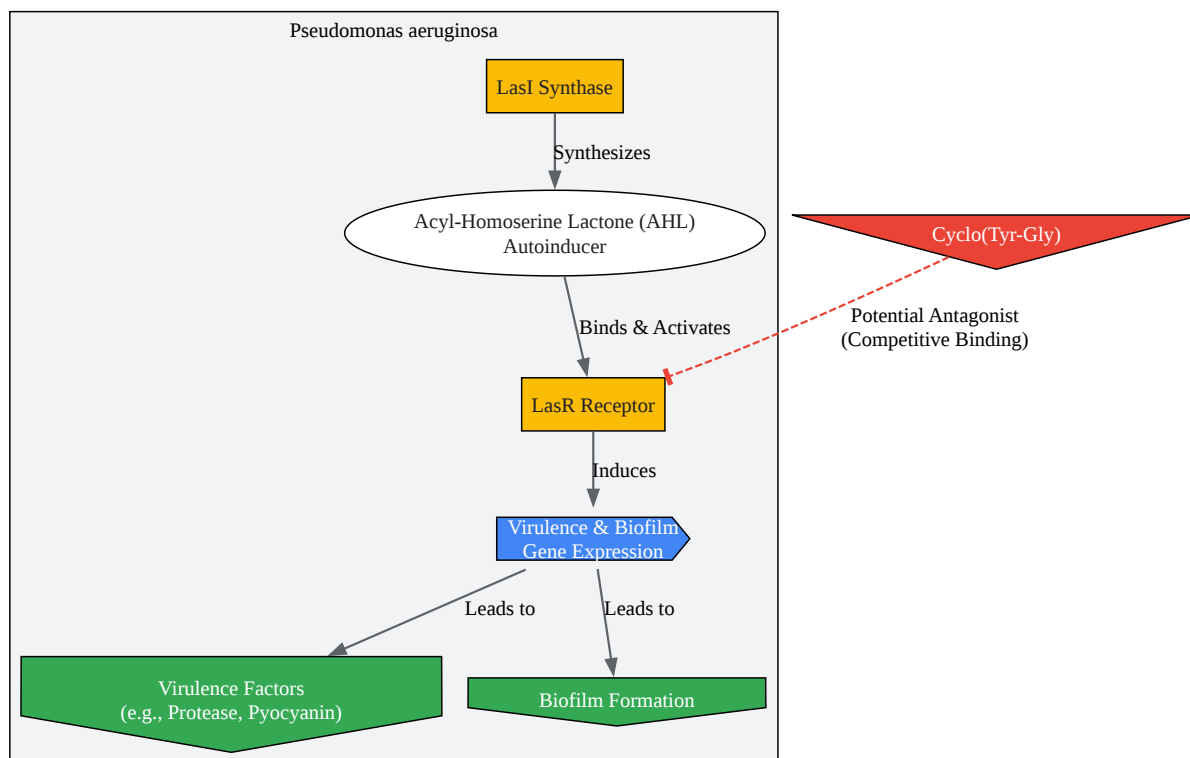 Pseudomonas aeruginosa
LasI Synthase
Synthesizes
Acyl-Homoserine Lactone (AHL)
Autoinducer
Cyclo(Tyr-Gly)
Potential Antagonist
(Competitive Binding)
Binds & Activates
LasR Receptor
Induces
Virulence & Biofilm
Gene Expression
Leads to
Leads to
Virulence Factors
(e.g., Protease, Pyocyanin)
Biofilm Formation